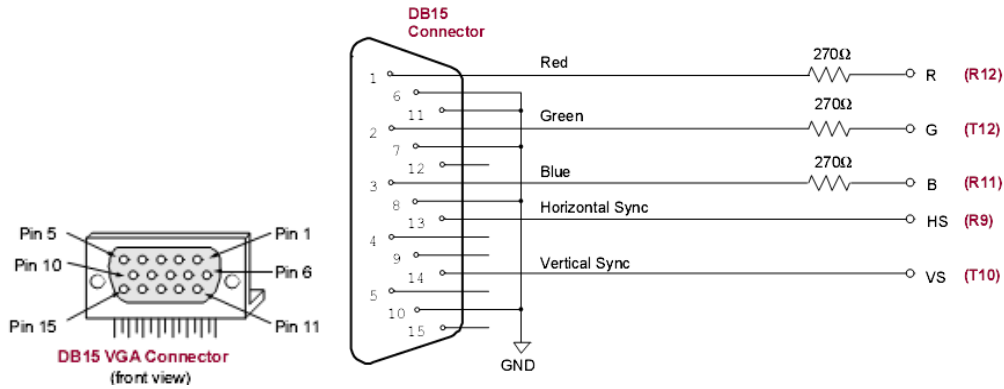 DB15
Connector
270Ω
Red
R (R12)
1
6
270Ω
11
Green
G (T12)
2
7
270Ω
12
Blue
B (R11)
3
8
Horizontal Sync
HS (R9)
13
4
9
Vertical Sync
VS (T10)
14
5
10
15
GND
Pin 5
Pin 1
Pin 10
Pin 6
Pin 15
Pin 11
DB15 VGA Connector
(front view)